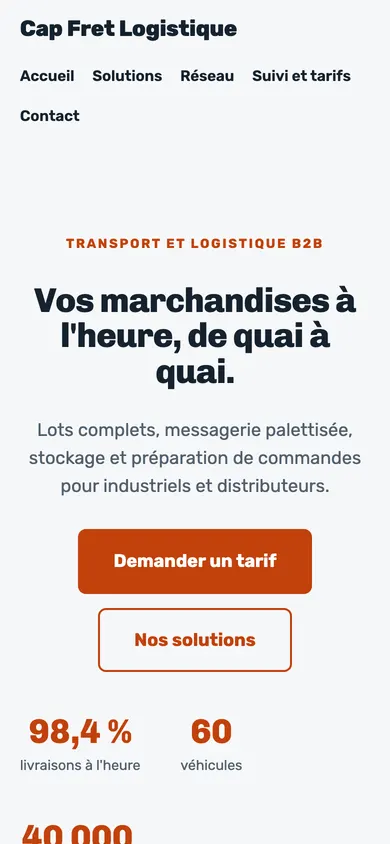 Cap Fret Logistique
Accueil Solutions Réseau Suivi et tarifs
Contact
TRANSPORT ET LOGISTIQUE B2B
Vos marchandises à
l'heure, de quai à
quai.
Lots complets, messagerie palettisée,
stockage et préparation de commandes
pour industriels et distributeurs.
Demander un tarif
Nos solutions
98,4 % 60
livraisons à l'heure véhicules
40 000